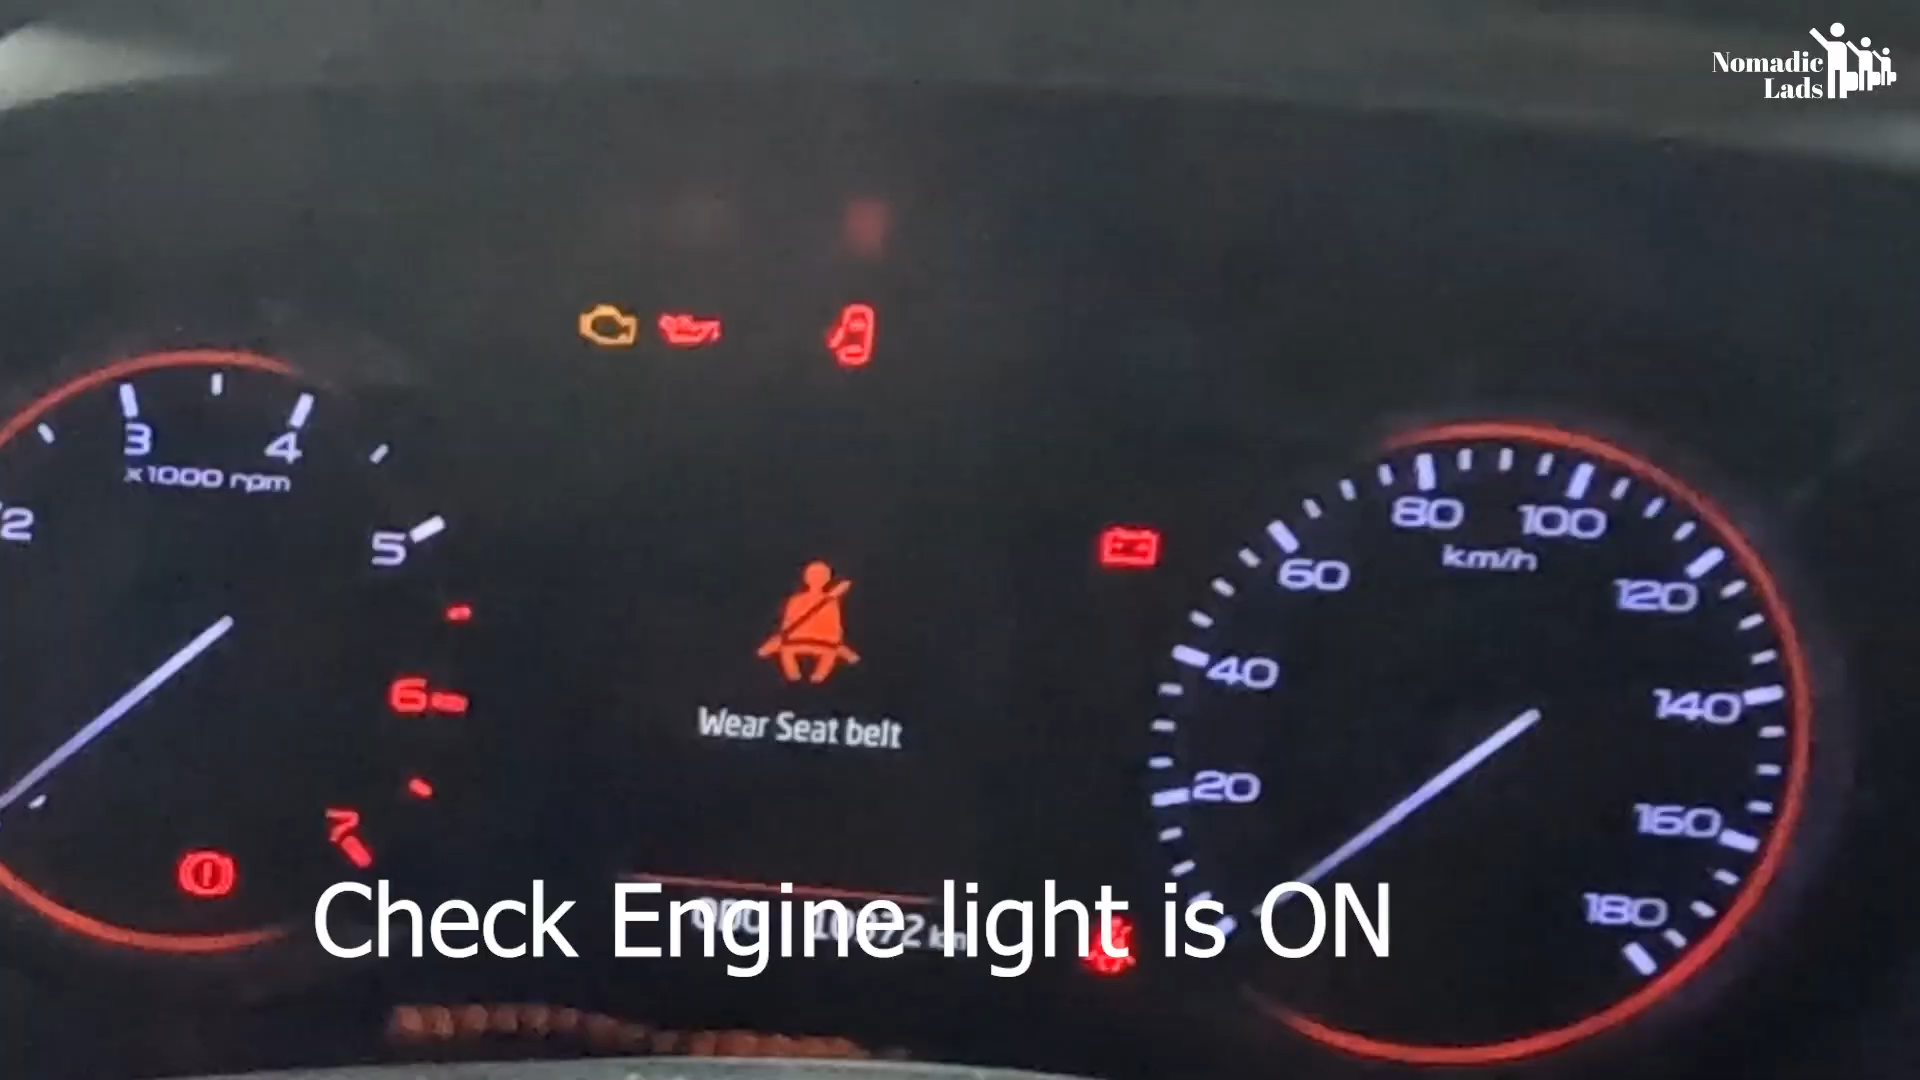 Nomadic
Lads
3
4
x1000 rpm
2
5
6
7
80
100
km/h
60
120
40
140
20
160
180
Wear Seat belt
km
Check Engine light is ON